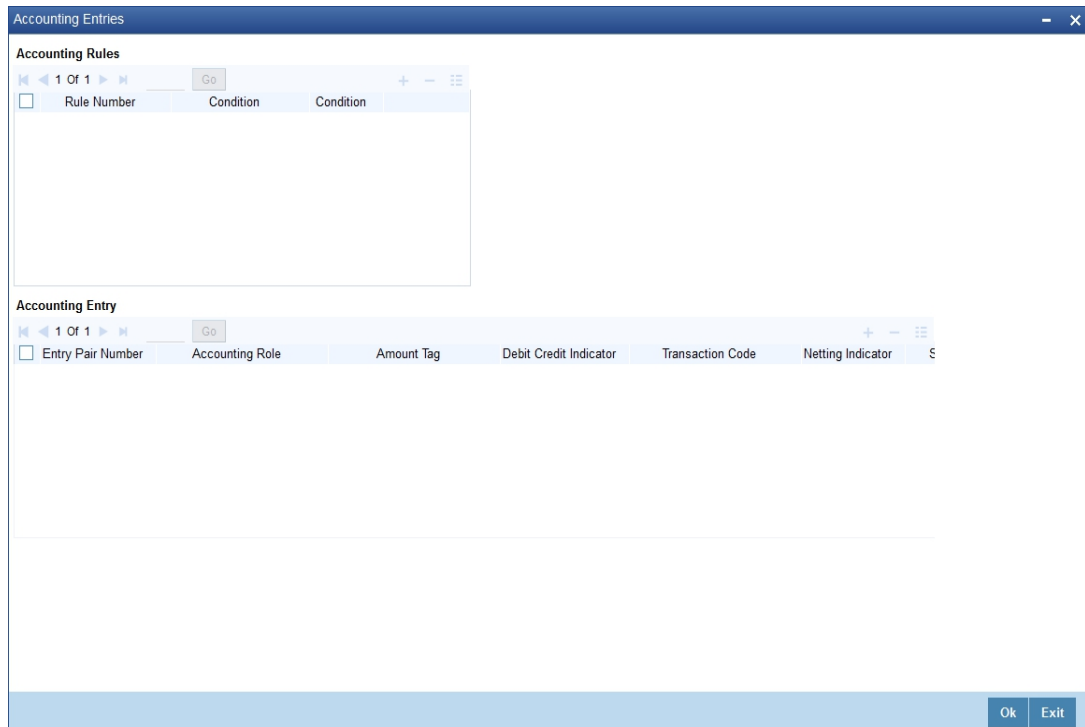 Accounting Entries
Accounting Rules
1 Of 1 Go
Rule Number Condition Condition
Accounting Entry
1 Of 1 Go
Entry Pair Number Accounting Role Amount Tag Debit Credit Indicator Transaction Code Netting Indicator S
Ok Exit